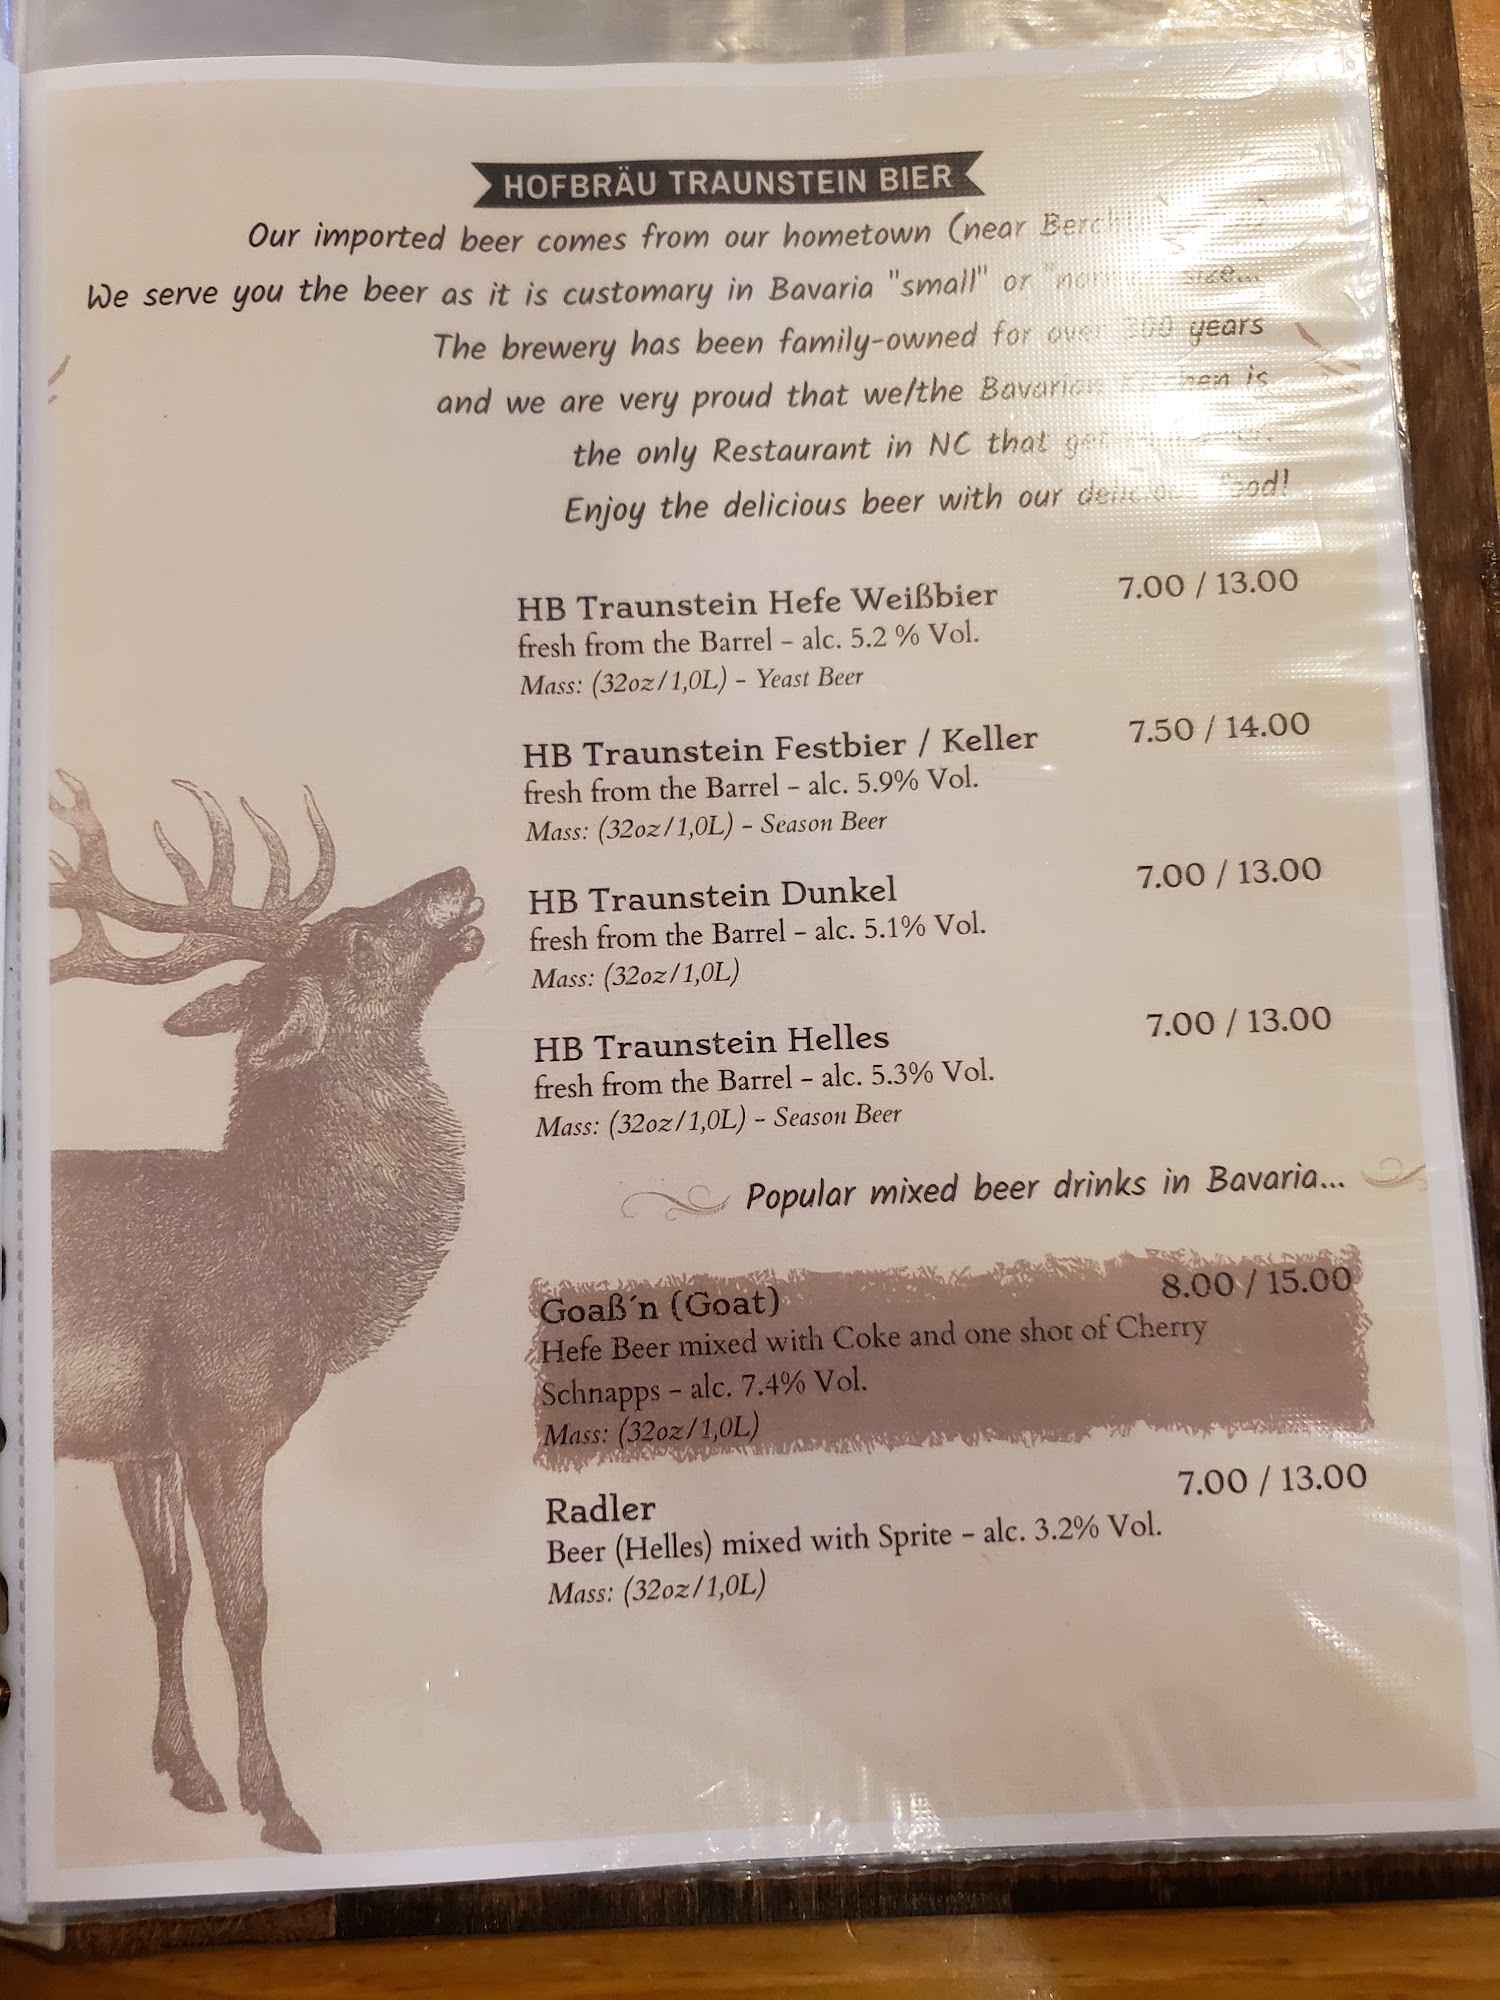 HOFBRÄU TRAUNSTEIN BIER
Our imported beer comes from our hometown (near
We serve you the beer as it is customary in Bavaria "small" or size...
The brewery has been family-owned for over years
and we are very proud that we/the Bavarian Kitchen is
the only Restaurant in NC that
Enjoy the delicious beer with our delicious food!
HB Traunstein Hefe Weißbier 7.00 / 13.00
fresh from the Barrel – alc. 5.2 % Vol.
Mass: (32oz/1,0L) – Yeast Beer
HB Traunstein Festbier / Keller 7.50 / 14.00
fresh from the Barrel – alc. 5.9% Vol.
Mass: (32oz/1,0L) – Season Beer
HB Traunstein Dunkel 7.00 / 13.00
fresh from the Barrel – alc. 5.1% Vol.
Mass: (32oz/1,0L)
HB Traunstein Helles 7.00 / 13.00
fresh from the Barrel – alc. 5.3% Vol.
Mass: (32oz/1,0L) – Season Beer
Popular mixed beer drinks in Bavaria...
Goaß´n (Goat) 8.00 / 15.00
Hefe Beer mixed with Coke and one shot of Cherry
Schnapps – alc. 7.4% Vol.
Mass: (32oz/1,0L)
Radler 7.00 / 13.00
Beer (Helles) mixed with Sprite – alc. 3.2% Vol.
Mass: (32oz/1,0L)